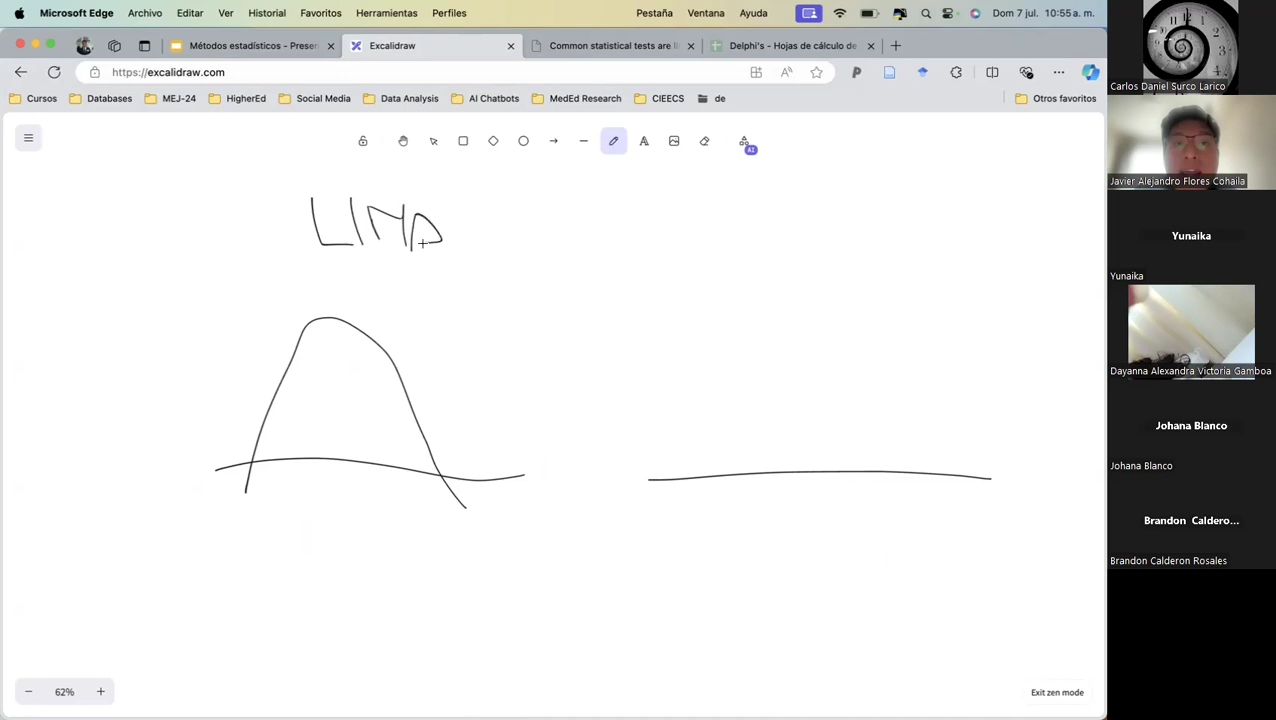 Microsoft Edge Archivo Editar Ver Historial Favoritos Herramientas Perfiles Pestaña Ventana Ayuda Dom 7 jul. 10:55 a. m.
Métodos estadísticos - Presen
Excalidraw
Common statistical tests are li
Delphi's - Hojas de cálculo de
https://excalidraw.com
Cursos Databases MEJ-24 HigherEd Social Media Data Analysis AI Chatbots MedEd Research CIEECS de Otros favoritos
A
AI
LIND
62%
Exit zen mode
Carlos Daniel Surco Larico
Javier Alejandro Flores Cohaila
Yunaika
Yunaika
Dayanna Alexandra Victoria Gamboa
Johana Blanco
Johana Blanco
Brandon Caldero...
Brandon Calderon Rosales